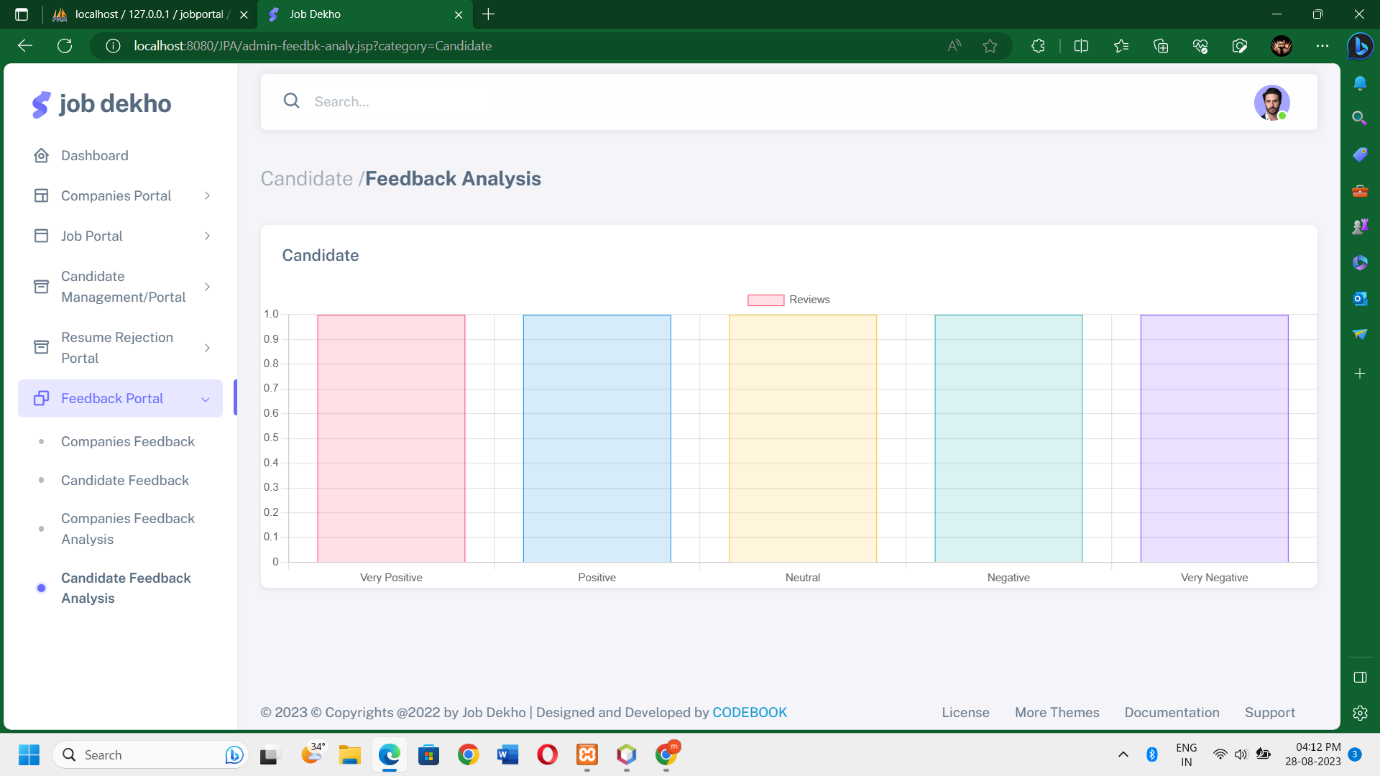 localhost / 127.0.0.1 / jobportal /
Job Dekho
localhost:8080/JPA/admin-feedbk-analy.jsp?category=Candidate
job dekho
Search...
Dashboard
Companies Portal
Job Portal
Candidate
Management/Portal
Resume Rejection
Portal
Feedback Portal
Companies Feedback
Candidate Feedback
Companies Feedback
Analysis
Candidate Feedback
Analysis
Candidate /Feedback Analysis
Candidate
Reviews
1.0
0.9
0.8
0.7
0.6
0.5
0.4
0.3
0.2
0.1
0
Very Positive Positive Neutral Negative Very Negative
© 2023 © Copyrights @2022 by Job Dekho | Designed and Developed by CODEBOOK
License More Themes Documentation Support
Search
34°
m
ENG
IN
04:12 PM
28-08-2023
3